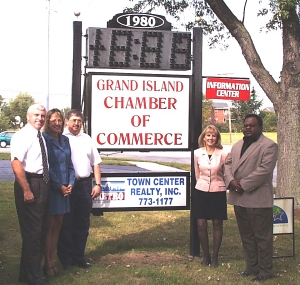 1980
INFORMATION
CENTER
GRAND ISLAND
CHAMBER
OF
COMMERCE
TOWN CENTER
REALTY, INC.
773-1177